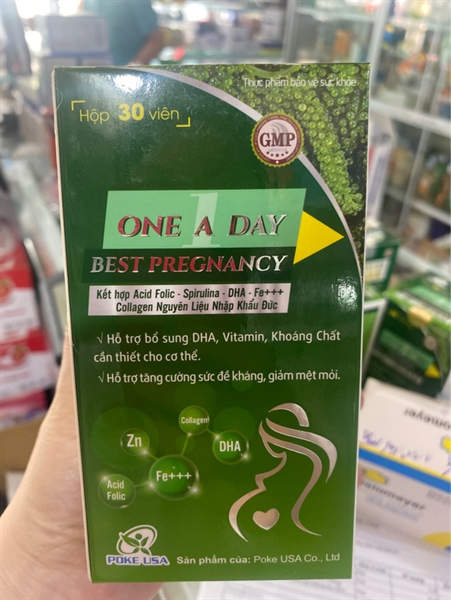 Thực phẩm bảo vệ sức khỏe
Hộp 30 viên
GMP
1
ONE A DAY
BEST PREGNANCY
Kết hợp Acid Folic - Spirulina - DHA - Fe+++
Collagen Nguyên Liệu Nhập Khẩu Đức
√ Hỗ trợ bổ sung DHA, Vitamin, Khoáng Chất
cần thiết cho cơ thể.
√ Hỗ trợ tăng cường sức đề kháng, giảm mệt mỏi.
Collagen
Zn
DHA
Fe+++
Acid
Folic
POKE USA
Sản phẩm của: Poke USA Co., Ltd